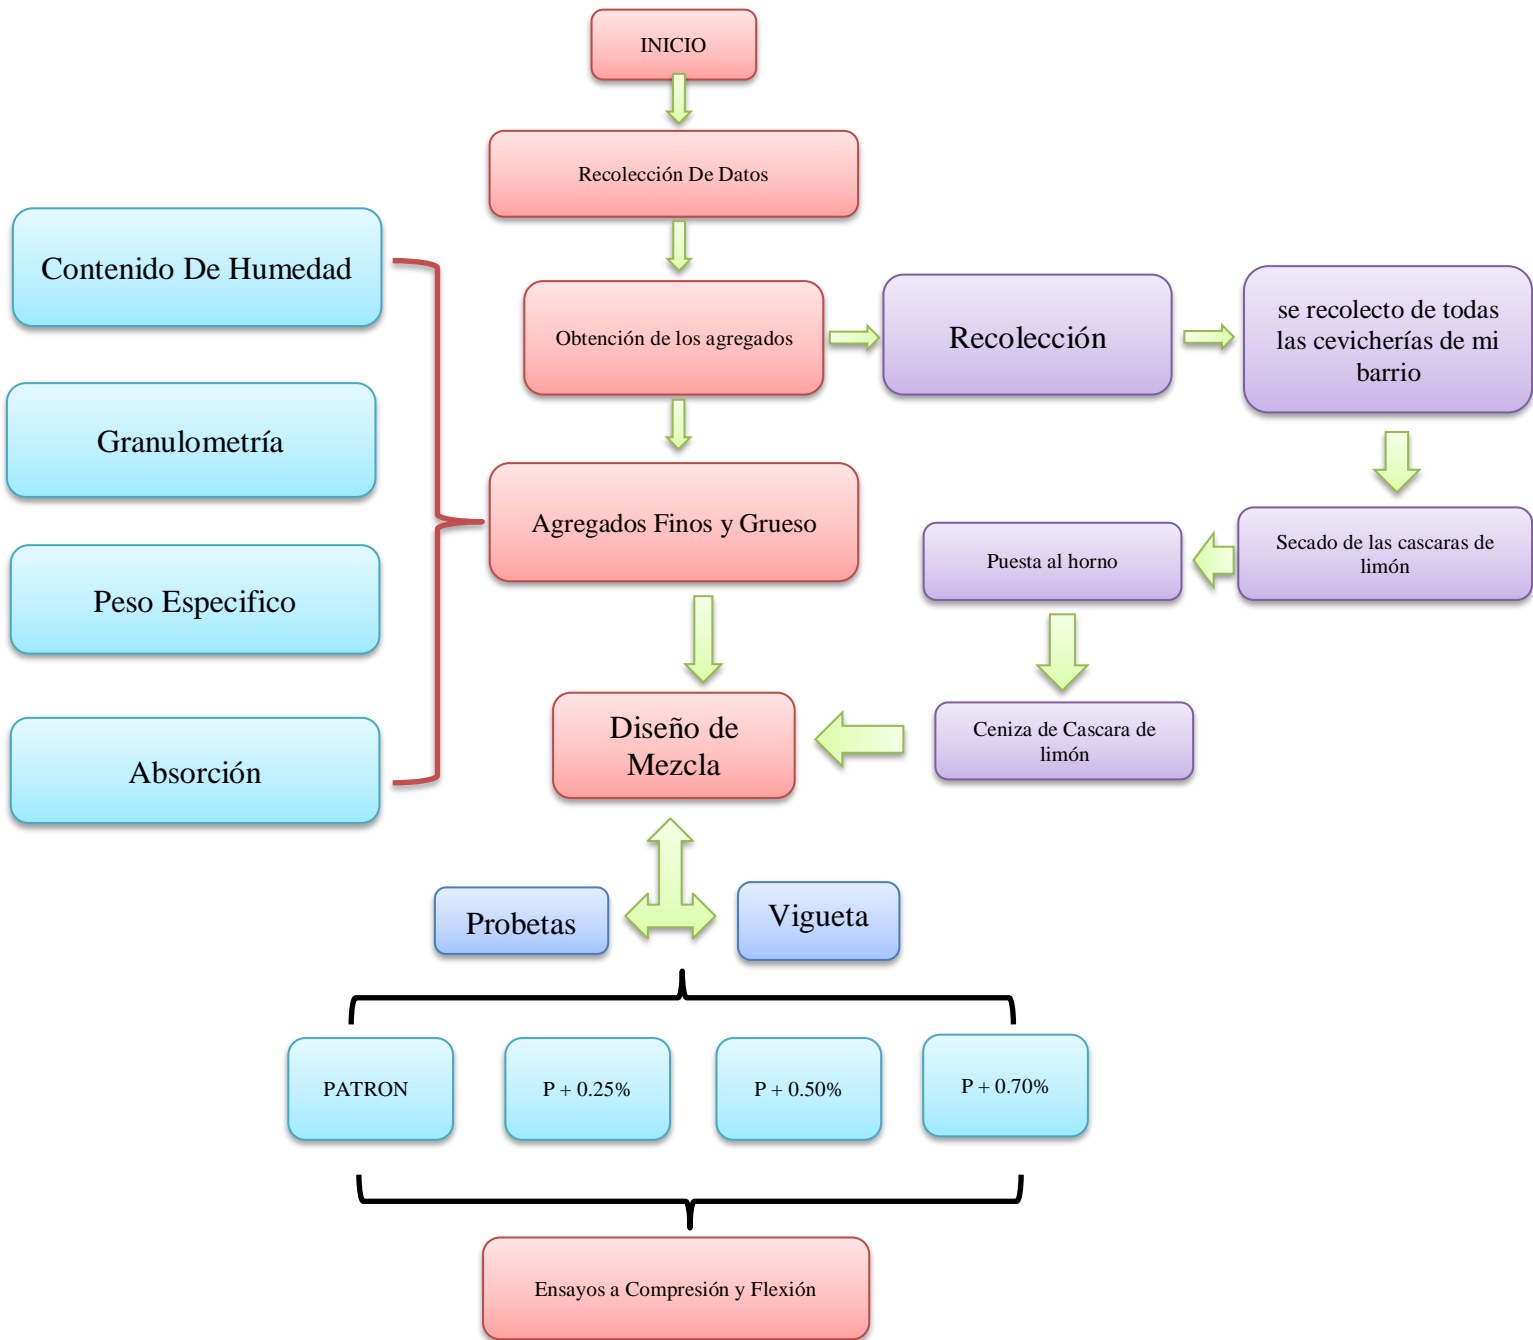 INICIO
Recolección De Datos
Contenido De Humedad
Granulometría
Peso Especifico
Absorción
Obtención de los agregados
Recolección
se recolecto de todas
las cevicherías de mi
barrio
Agregados Finos y Grueso
Secado de las cascaras de
limón
Puesta al horno
Ceniza de Cascara de
limón
Diseño de
Mezcla
Probetas
Vigueta
PATRON
P + 0.25%
P + 0.50%
P + 0.70%
Ensayos a Compresión y Flexión